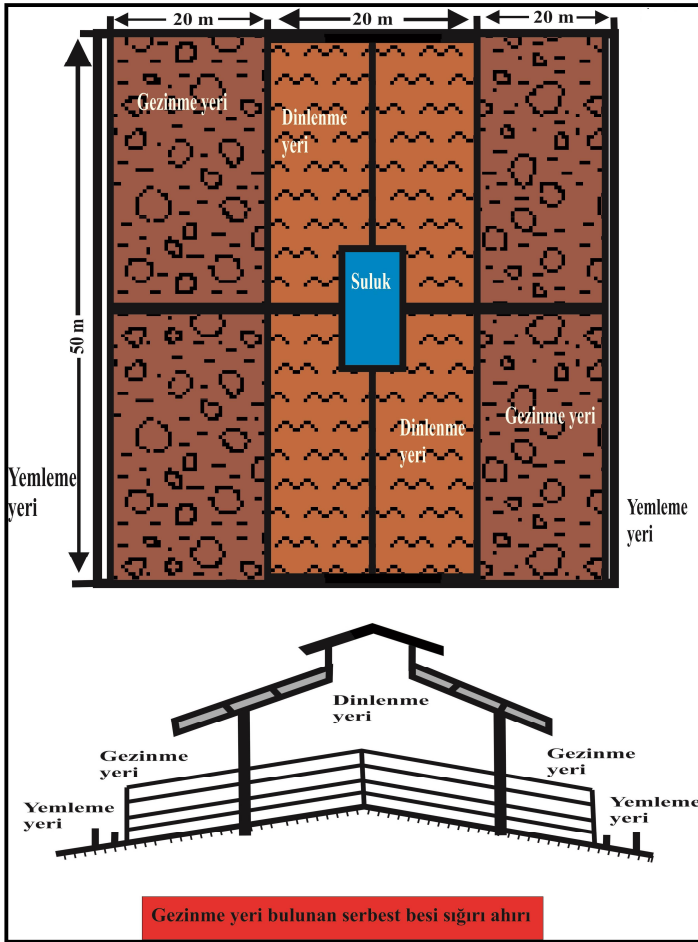 20 m
20 m
20 m
Gezinme yeri
Dinlenme
yeri
Suluk
50 m
Dinlenme
yeri
Gezinme yeri
Yemleme
yeri
Yemleme
yeri
Dinlenme
yeri
Gezinme
yeri
Gezinme
yeri
Yemleme
yeri
Yemleme
yeri
Gezinme yeri bulunan serbest besi sığırı ahırı